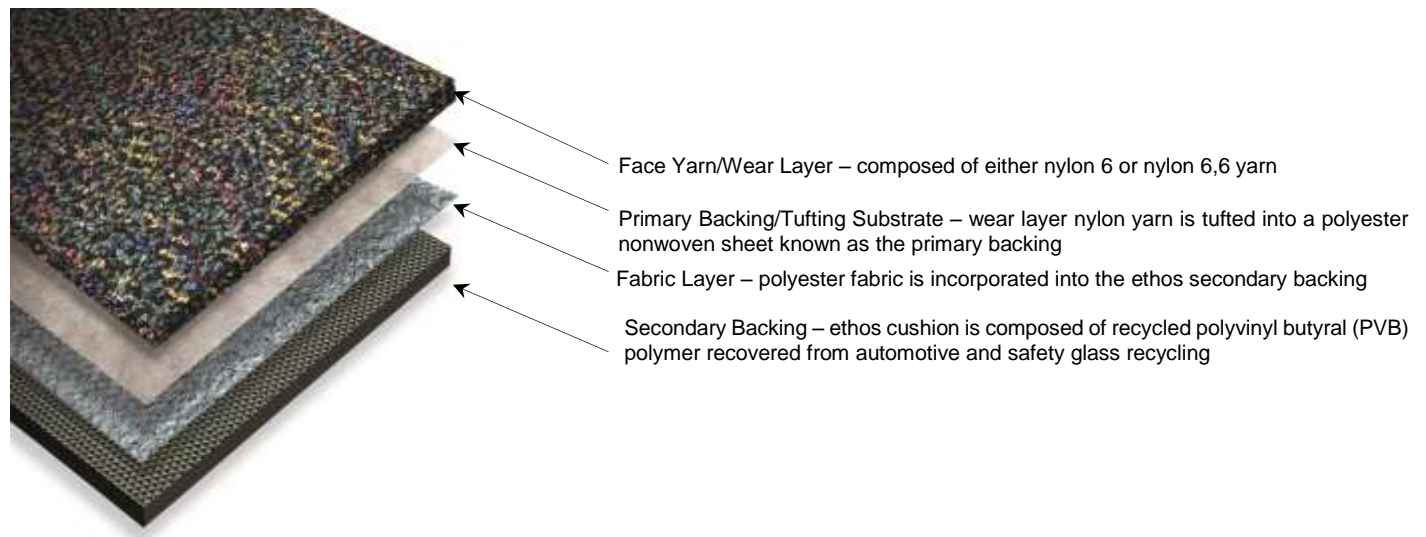 Face Yarn/Wear Layer – composed of either nylon 6 or nylon 6,6 yarn
Primary Backing/Tufting Substrate – wear layer nylon yarn is tufted into a polyester
nonwoven sheet known as the primary backing
Fabric Layer – polyester fabric is incorporated into the ethos secondary backing
Secondary Backing – ethos cushion is composed of recycled polyvinyl butyral (PVB)
polymer recovered from automotive and safety glass recycling